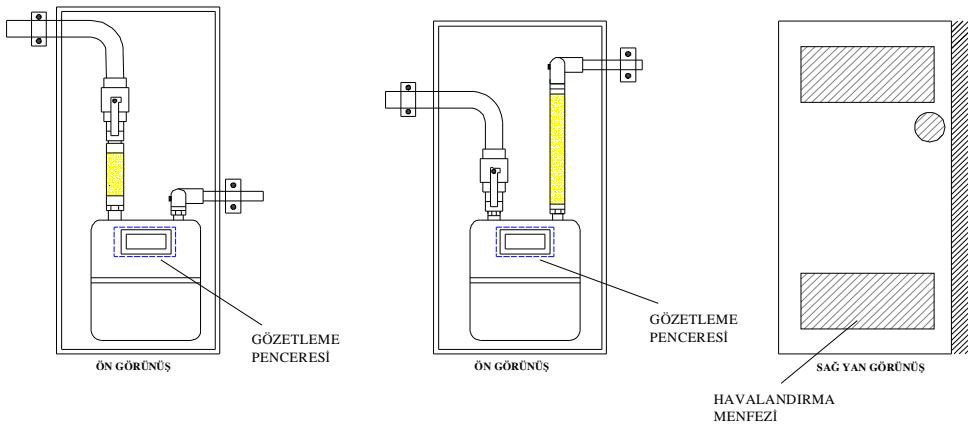 GÖZETLEME
PENCERESİ
ÖN GÖRÜNÜŞ
GÖZETLEME
PENCERESİ
ÖN GÖRÜNÜŞ
SAĞ YAN GÖRÜNÜŞ
HAVALANDIRMA
MENFEZİ